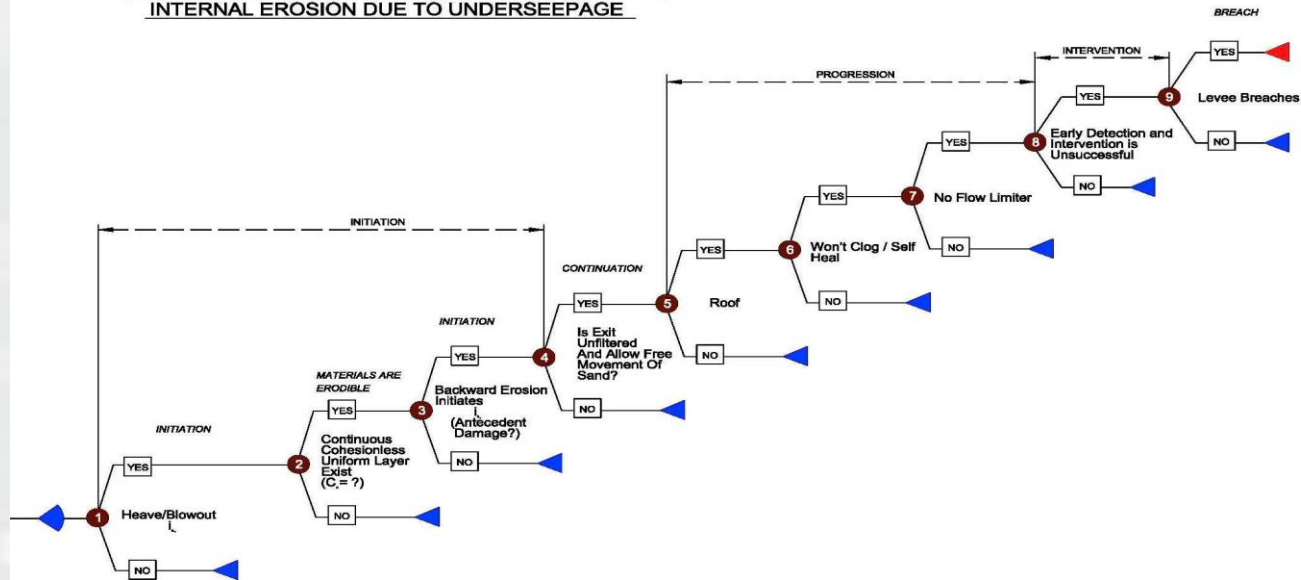 INTERNAL EROSION DUE TO UNDERSEEPAGE
BREACH
YES
INTERVENTION
PROGRESSION
YES
9
Levee Breaches
YES
8
Early Detection and
Intervention is
Unsuccessful
NO
YES
7
No Flow Limiter
NO
INITIATION
YES
6
Won't Clog / Self
Heal
NO
CONTINUATION
YES
5
Roof
NO
INITIATION
YES
4
Is Exit
Unfiltered
And Allow Free
Movement Of
Sand?
NO
MATERIALS ARE
ERODIBLE
YES
3
Backward Erosion
Initiates
(Antecedent
Damage?)
NO
INITIATION
YES
2
Continuous
Cohesionless
Uniform Layer
Exist
NO
1
Heave/Blowout
NO
NO